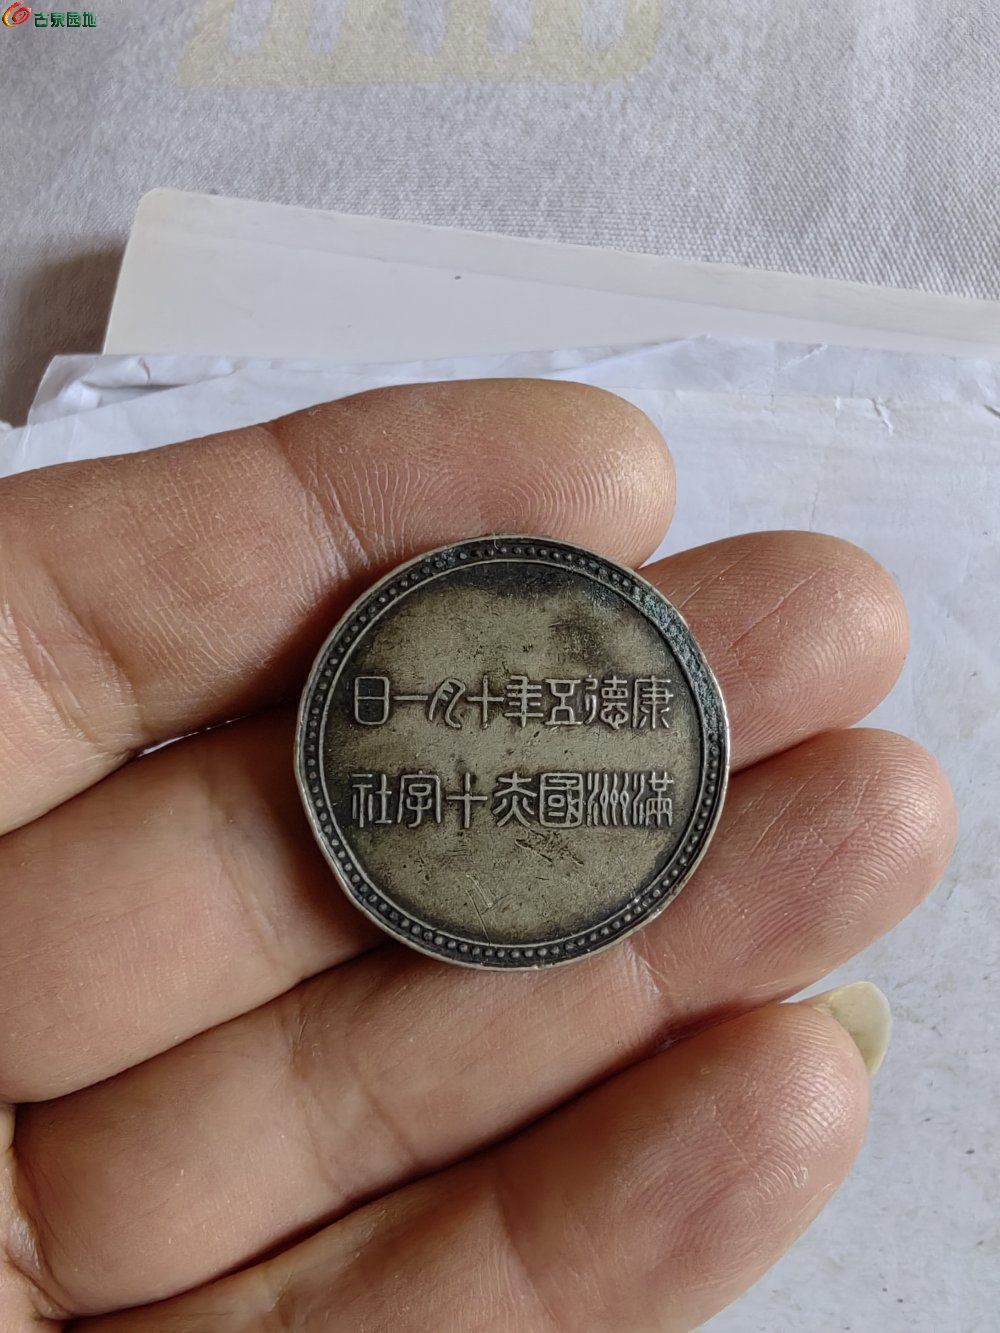 古泉园地
康德五年十月一日
滿洲國赤十字社